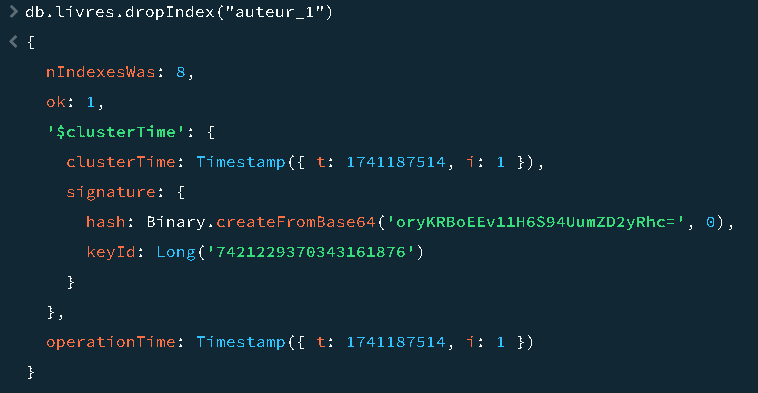 > db.livres.dropIndex("auteur_1")
< {
nIndexesWas: 8,
ok: 1,
'$clusterTime': {
clusterTime: Timestamp({ t: 1741187514, i: 1 }),
signature: {
hash: Binary.createFromBase64('oryKRBoEEv11H6S94UumZD2yRhc=', 0),
keyId: Long('7421229370343161876')
}
},
operationTime: Timestamp({ t: 1741187514, i: 1 })
}